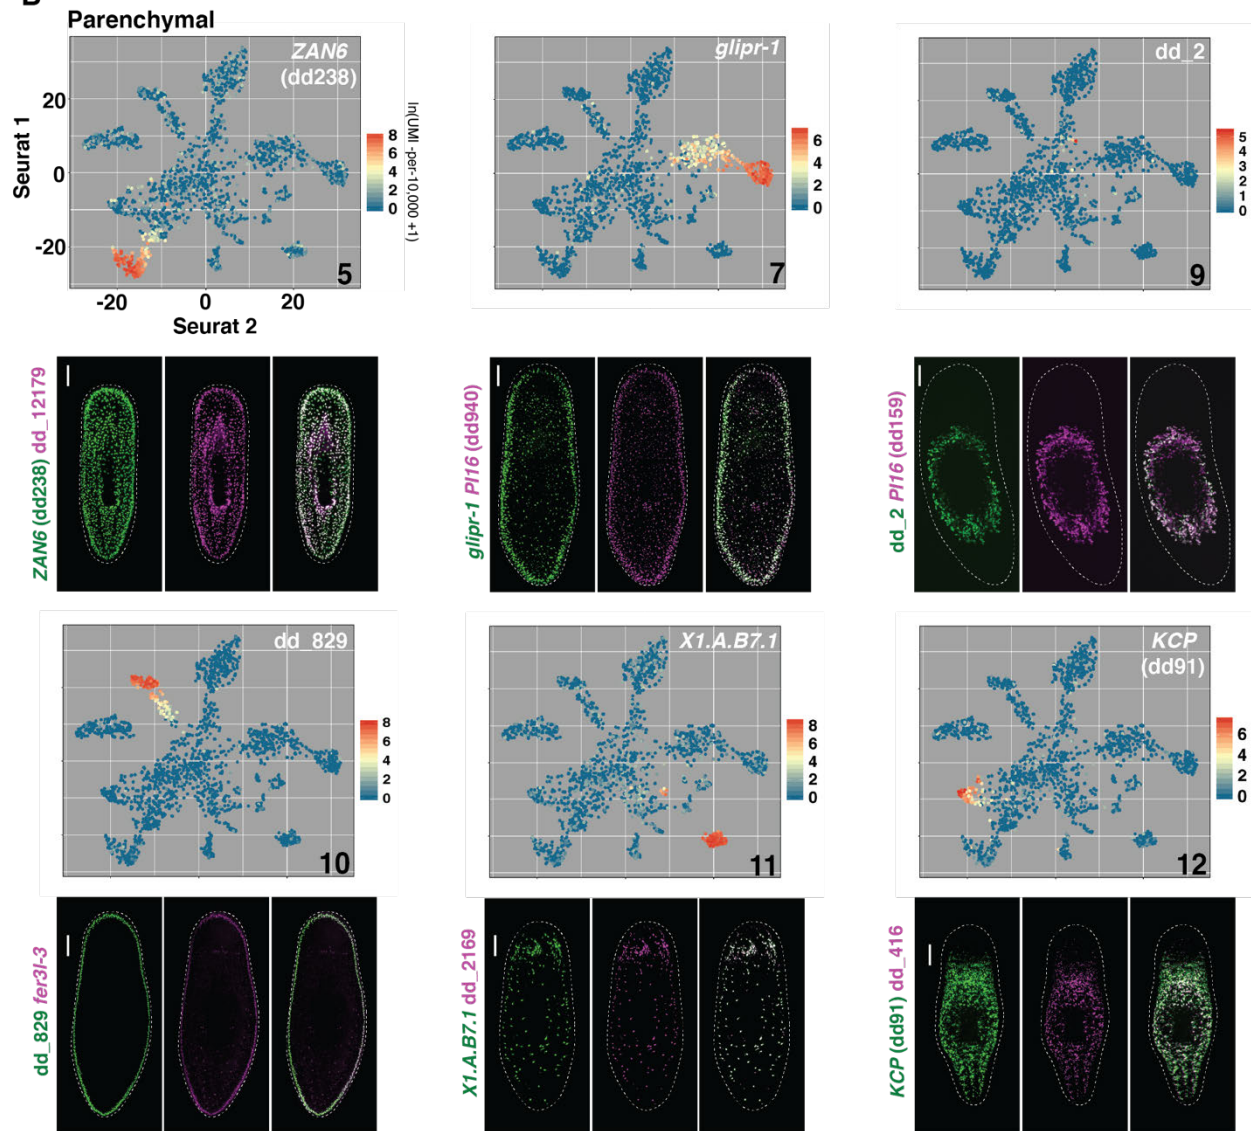 Parenchymal
ZAN6
(dd238)
20
0
-20
-20
0
20
Seurat 1
Seurat 2
8
6
4
2
0
ln(UMI -per-10,000 +1)
5
glipr-1
6
4
2
0
7
dd_2
5
4
3
2
1
0
9
ZAN6 (dd238) dd_12179
glipr-1 PI16 (dd940)
dd_2 PI16 (dd159)
dd_829
8
6
4
2
0
10
X1.A.B7.1
8
6
4
2
0
11
KCP
(dd91)
6
4
2
0
12
dd_829 fer3l-3
X1.A.B7.1 dd_2169
KCP (dd91) dd_416